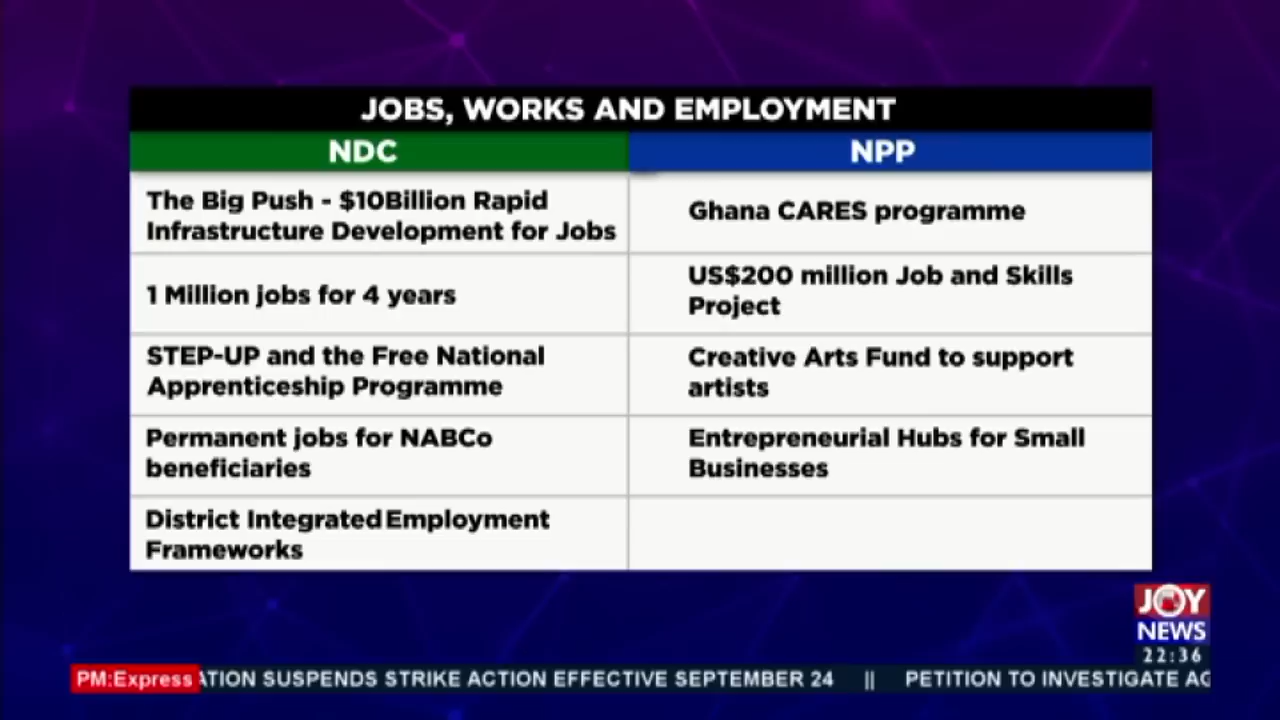 JOBS, WORKS AND EMPLOYMENT
NDC
NPP
The Big Push - $10Billion Rapid
Infrastructure Development for Jobs
Ghana CARES programme
1 Million jobs for 4 years
US$200 million Job and Skills
Project
STEP-UP and the Free National
Apprenticeship Programme
Creative Arts Fund to support
artists
Permanent jobs for NABCo
beneficiaries
Entrepreneurial Hubs for Small
Businesses
District Integrated Employment
Frameworks
JOY
NEWS
22:36
PM:Express ATION SUSPENDS STRIKE ACTION EFFECTIVE SEPTEMBER 24 || PETITION TO INVESTIGATE AC